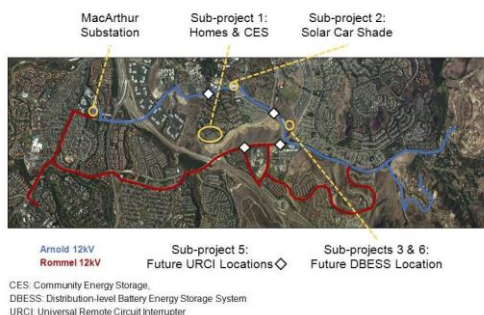 MacArthur
Substation
Sub-project 1:
Homes & CES
Sub-project 2:
Solar Car Shade
Arnold 12kV
Rommel 12kV
Sub-project 5:
Future URCI Locations
Sub-projects 3 & 6:
Future DBESS Location
CES: Community Energy Storage,
DBESS: Distribution-level Battery Energy Storage System
URCI: Universal Remote Circuit Interrupter